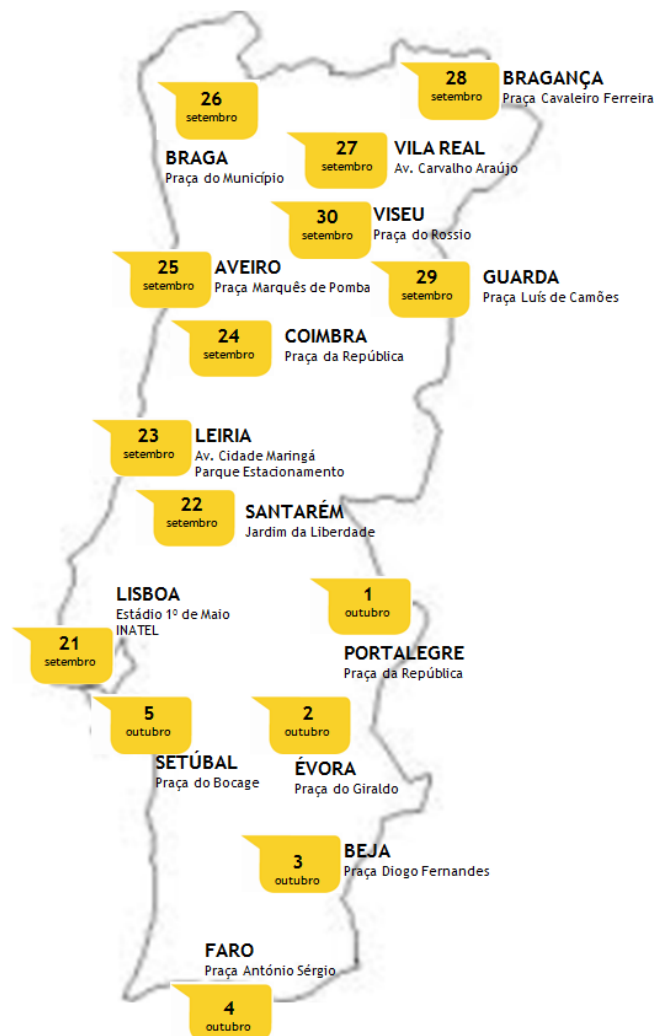 28
setembro
BRAGANÇA
Praça Cavaleiro Ferreira
26
setembro
BRAGA
Praça do Município
27
setembro
VILA REAL
Av. Carvalho Araújo
30
setembro
VISEU
Praça do Rossio
25
setembro
AVEIRO
Praça Marquês de Pomba
29
setembro
GUARDA
Praça Luís de Camões
24
setembro
COIMBRA
Praça da República
23
setembro
LEIRIA
Av. Cidade Maringá
Parque Estacionamento
22
setembro
SANTARÉM
Jardim da Liberdade
LISBOA
Estádio 1º de Maio
INATEL
21
setembro
1
outubro
PORTALEGRE
Praça da República
5
outubro
SETÚBAL
Praça do Bocage
2
outubro
ÉVORA
Praça do Giraldo
3
outubro
BEJA
Praça Diogo Fernandes
FARO
Praça António Sérgio
4
outubro